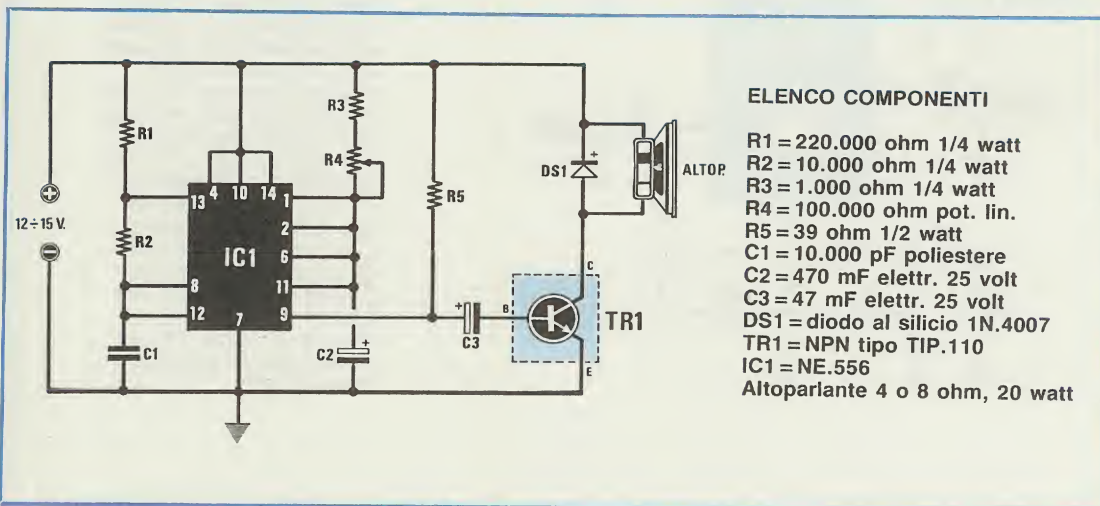 R1
R3
R4
DS1
ALTOP.
4 10 14
R5
13
1
12÷15 V.
2
R2
IC1
6
8
11
C
12
7
9
B
TR1
C3
C1
C2
E
ELENCO COMPONENTI
R1 = 220.000 ohm 1/4 watt
R2 = 10.000 ohm 1/4 watt
R3 = 1.000 ohm 1/4 watt
R4 = 100.000 ohm pot. lin.
R5 = 39 ohm 1/2 watt
C1 = 10.000 pF poliestere
C2 = 470 mF elettr. 25 volt
C3 = 47 mF elettr. 25 volt
DS1 = diodo al silicio 1N.4007
TR1 = NPN tipo TIP.110
IC1 = NE.556
Altoparlante 4 o 8 ohm, 20 watt